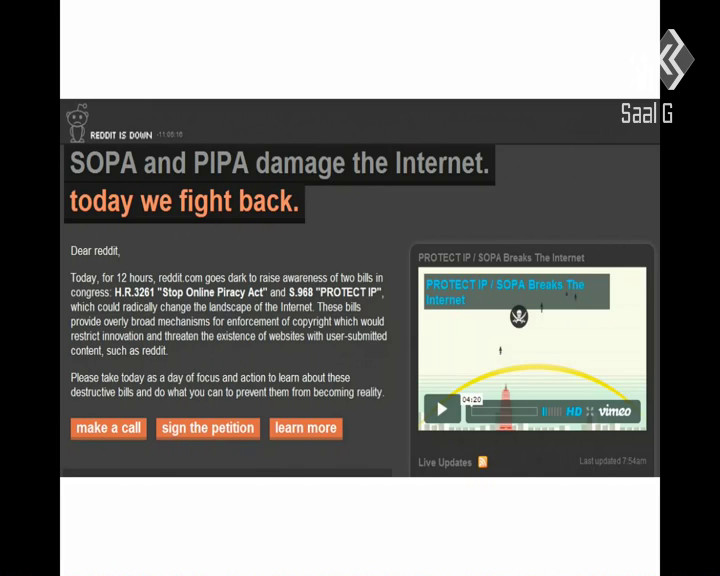 Saal G
REDDIT IS DOWN -11:05:16
SOPA and PIPA damage the Internet.
today we fight back.
Dear reddit,
Today, for 12 hours, reddit.com goes dark to raise awareness of two bills in
congress: H.R.3261 "Stop Online Piracy Act" and S.968 "PROTECT IP",
which could radically change the landscape of the Internet. These bills
provide overly broad mechanisms for enforcement of copyright which would
restrict innovation and threaten the existence of websites with user-submitted
content, such as reddit.
Please take today as a day of focus and action to learn about these
destructive bills and do what you can to prevent them from becoming reality.
make a call sign the petition learn more
PROTECT IP / SOPA Breaks The Internet
PROTECT IP / SOPA Breaks The
Internet
04:20
HD vimeo
Live Updates Last updated 7:54am